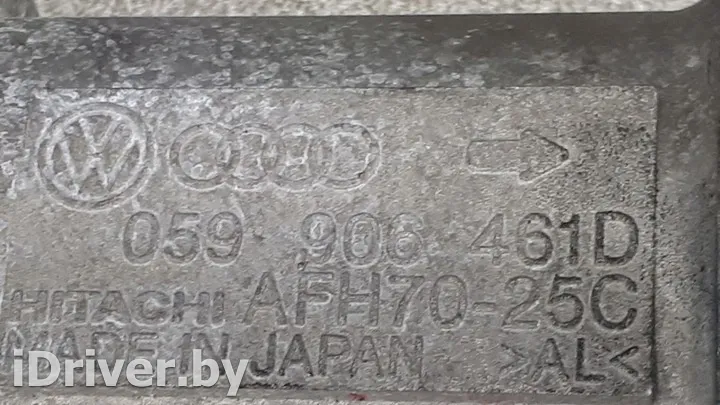 059 906 461D
HITACHI AFH70-25C
MADE IN JAPAN >AL<
iDriver.by